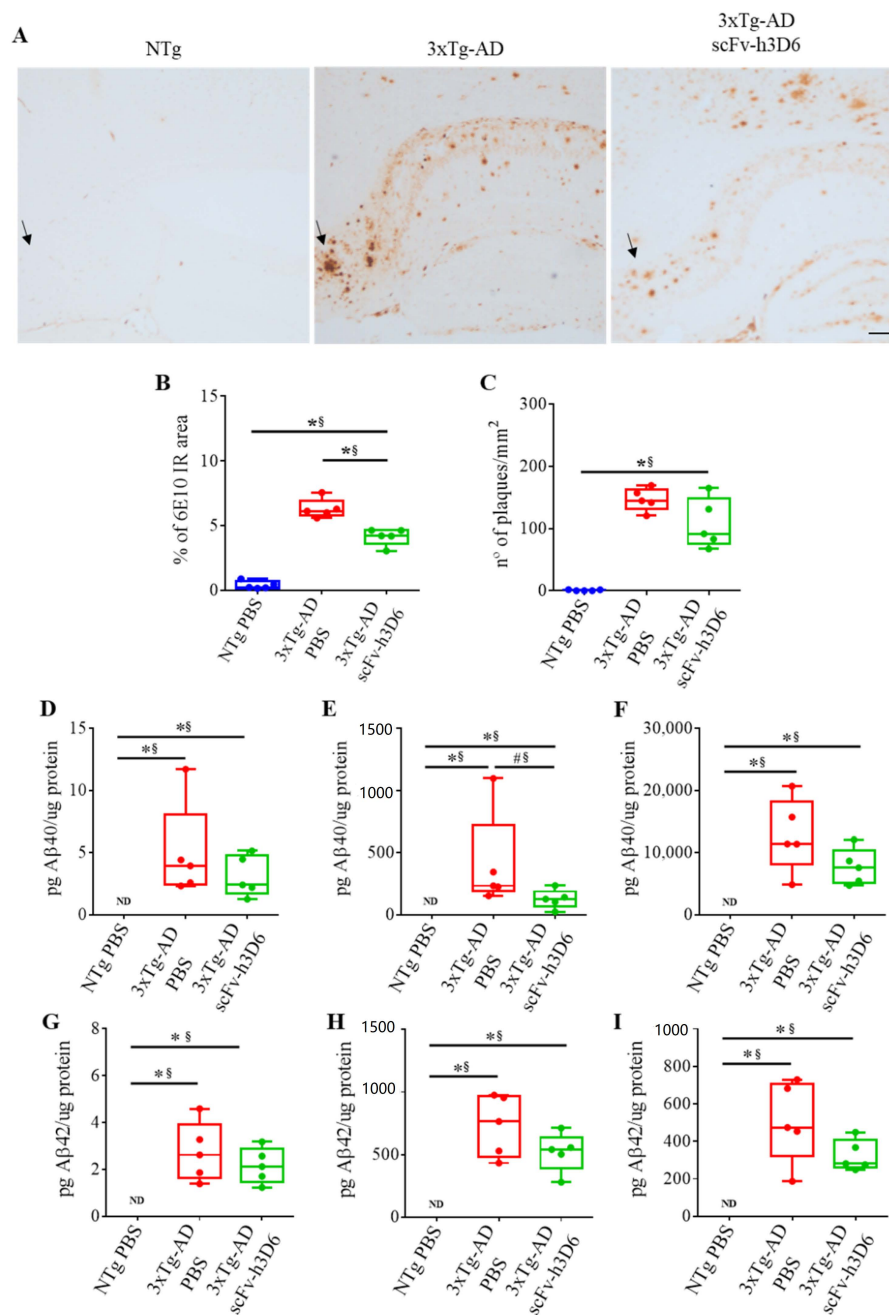 A
NTg
3xTg-AD
3xTg-AD
scFv-h3D6
B
% of 6E10 IR area
15
10
5
0
*§
*§
NTg PBS
3xTg-AD
PBS
3xTg-AD
scFv-h3D6
C
nº of plaques/mm²
300
200
100
0
*§
NTg PBS
3xTg-AD
PBS
3xTg-AD
scFv-h3D6
D
pg Aβ40/ug protein
15
10
5
0
*§
*§
ND
NTg PBS
3xTg-AD
PBS
3xTg-AD
scFv-h3D6
E
pg Aβ40/ug protein
1500
1000
500
0
*§
*§
#§
ND
NTg PBS
3xTg-AD
PBS
3xTg-AD
scFv-h3D6
F
pg Aβ40/ug protein
30,000
20,000
10,000
0
*§
*§
ND
NTg PBS
3xTg-AD
PBS
3xTg-AD
scFv-h3D6
G
pg Aβ42/ug protein
8
6
4
2
0
* §
* §
ND
NTg PBS
3xTg-AD
PBS
3xTg-AD
scFv-h3D6
H
pg Aβ42/ug protein
1500
1000
500
0
*§
*§
ND
NTg PBS
3xTg-AD
PBS
3xTg-AD
scFv-h3D6
I
pg Aβ42/ug protein
1000
800
600
400
200
0
*§
*§
ND
NTg PBS
3xTg-AD
PBS
3xTg-AD
scFv-h3D6